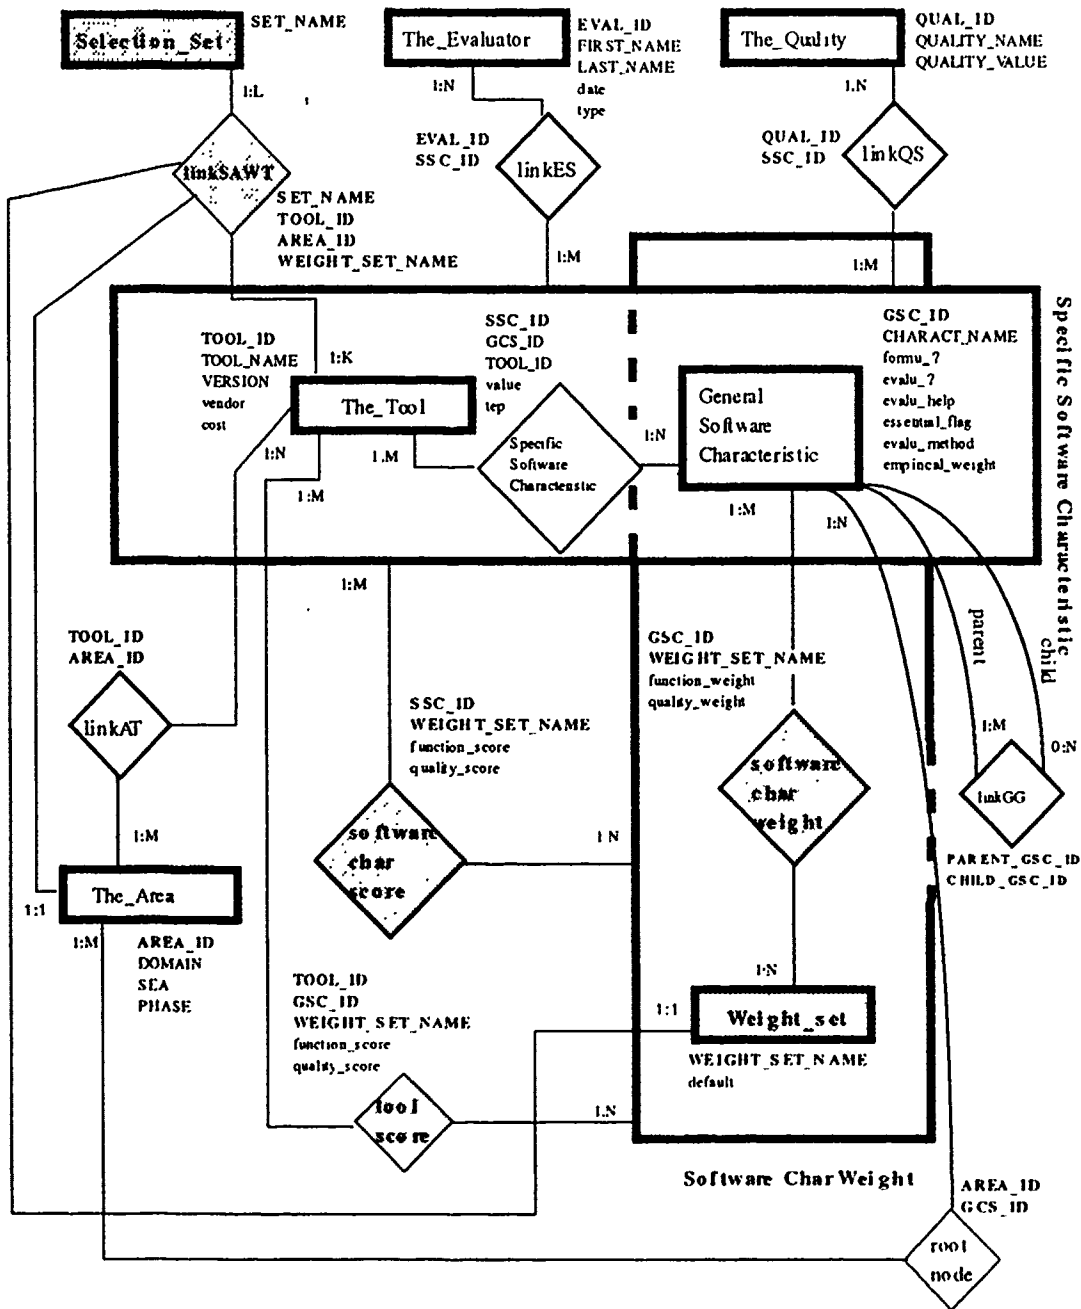 Selection_Set
SET_NAME
The_Evaluator
EVAL_ID
FIRST_NAME
LAST_NAME
date
type
The_Quality
QUAL_ID
QUALITY_NAME
QUALITY_VALUE
1:L
1:N
1.N
linkSAWT
SET_NAME
TOOL_ID
AREA_ID
WEIGHT_SET_NAME
EVAL_ID
SSC_ID
linkES
QUAL_ID
SSC_ID
linkQS
1:M
1:M
Specific Software Characteristic
TOOL_ID
TOOL_NAME
VERSION
vendor
cost
1:K
The_Tool
1:N
1:M
1.M
SSC_ID
GCS_ID
TOOL_ID
value
tep
Specific
Software
Characteristic
1:N
General
Software
Characteristic
GSC_ID
CHARACT_NAME
formu_?
evalu_?
evalu_help
essential_flag
evalu_method
empirical_weight
1:M
1:N
1:M
parent
child
TOOL_ID
AREA_ID
linkAT
1:M
SSC_ID
WEIGHT_SET_NAME
function_score
quality_score
software
char
score
1 N
GSC_ID
WEIGHT_SET_NAME
function_weight
quality_weight
software
char
weight
1:M
0:N
linkGG
PARENT_GSC_ID
CHILD_GSC_ID
The_Area
1:1
1:M
AREA_ID
DOMAIN
SEA
PHASE
TOOL_ID
GSC_ID
WEIGHT_SET_NAME
function_score
quality_score
tool
score
1.N
1:N
1:1
Weight_set
WEIGHT_SET_NAME
default
Software CharWeight
AREA_ID
GCS_ID
root
node